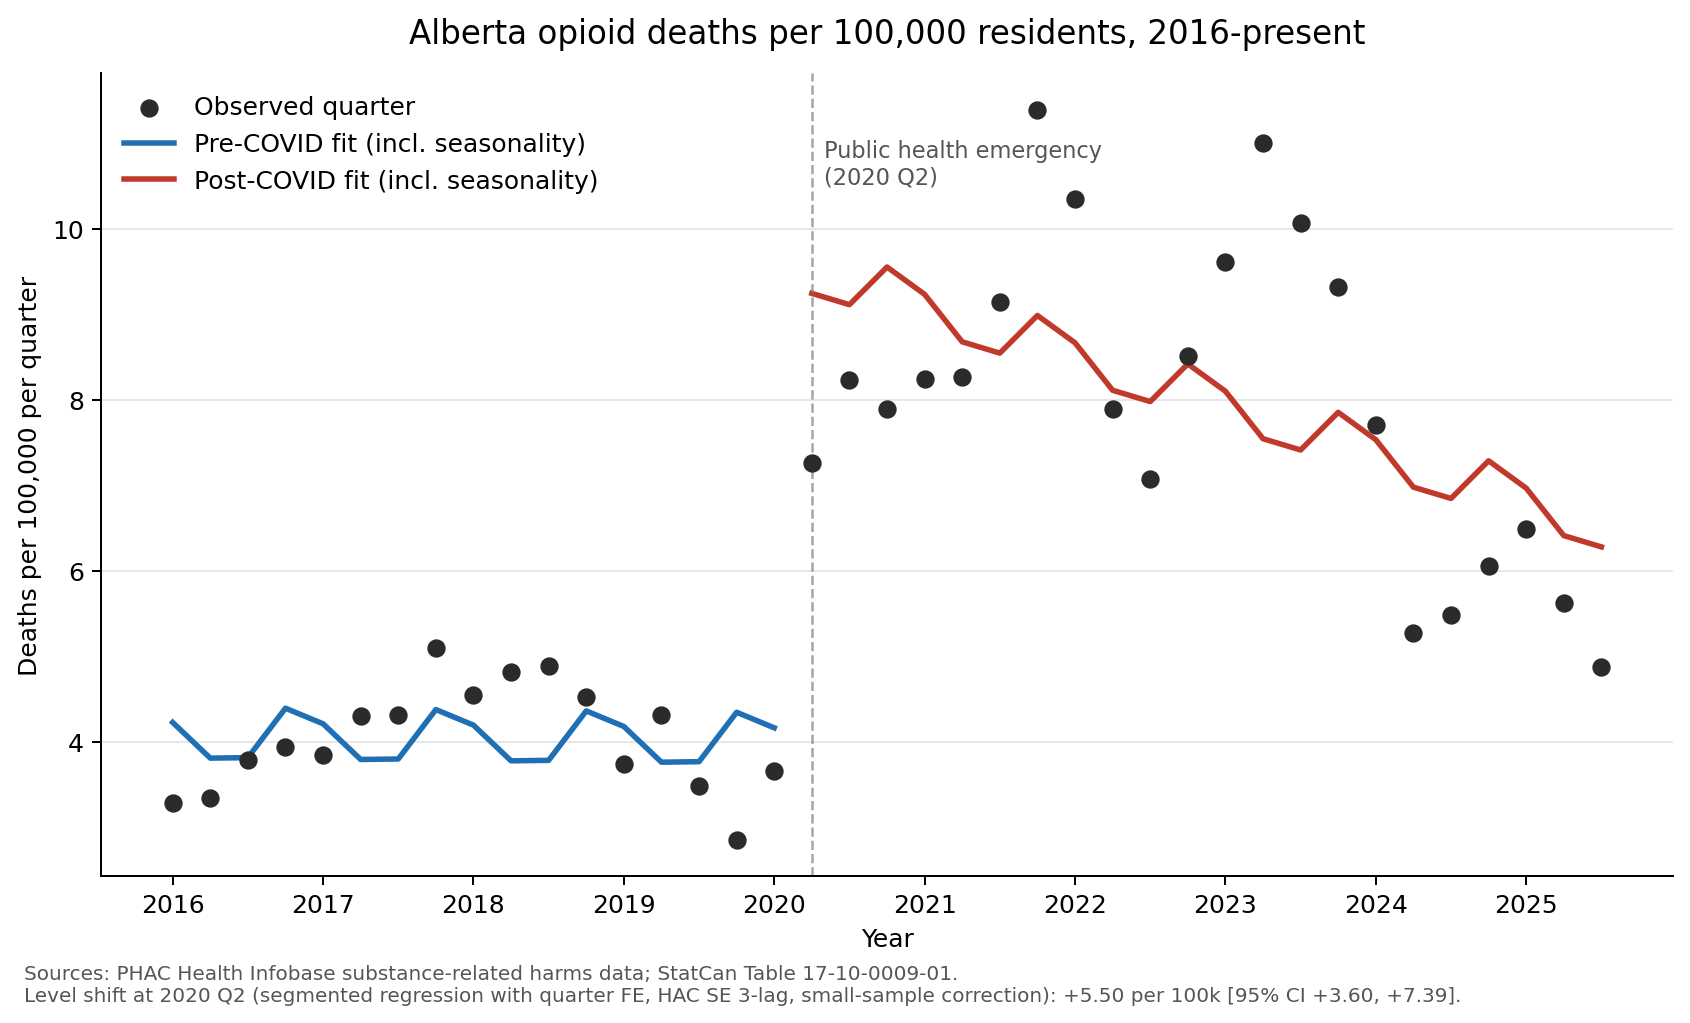 Alberta opioid deaths per 100,000 residents, 2016-present
Observed quarter
Pre-COVID fit (incl. seasonality)
Post-COVID fit (incl. seasonality)
Public health emergency
(2020 Q2)
Deaths per 100,000 per quarter
10
8
6
4
2016
2017
2018
2019
2020
2021
2022
2023
2024
2025
Year
Sources: PHAC Health Infobase substance-related harms data; StatCan Table 17-10-0009-01.
Level shift at 2020 Q2 (segmented regression with quarter FE, HAC SE 3-lag, small-sample correction): +5.50 per 100k [95% CI +3.60, +7.39].